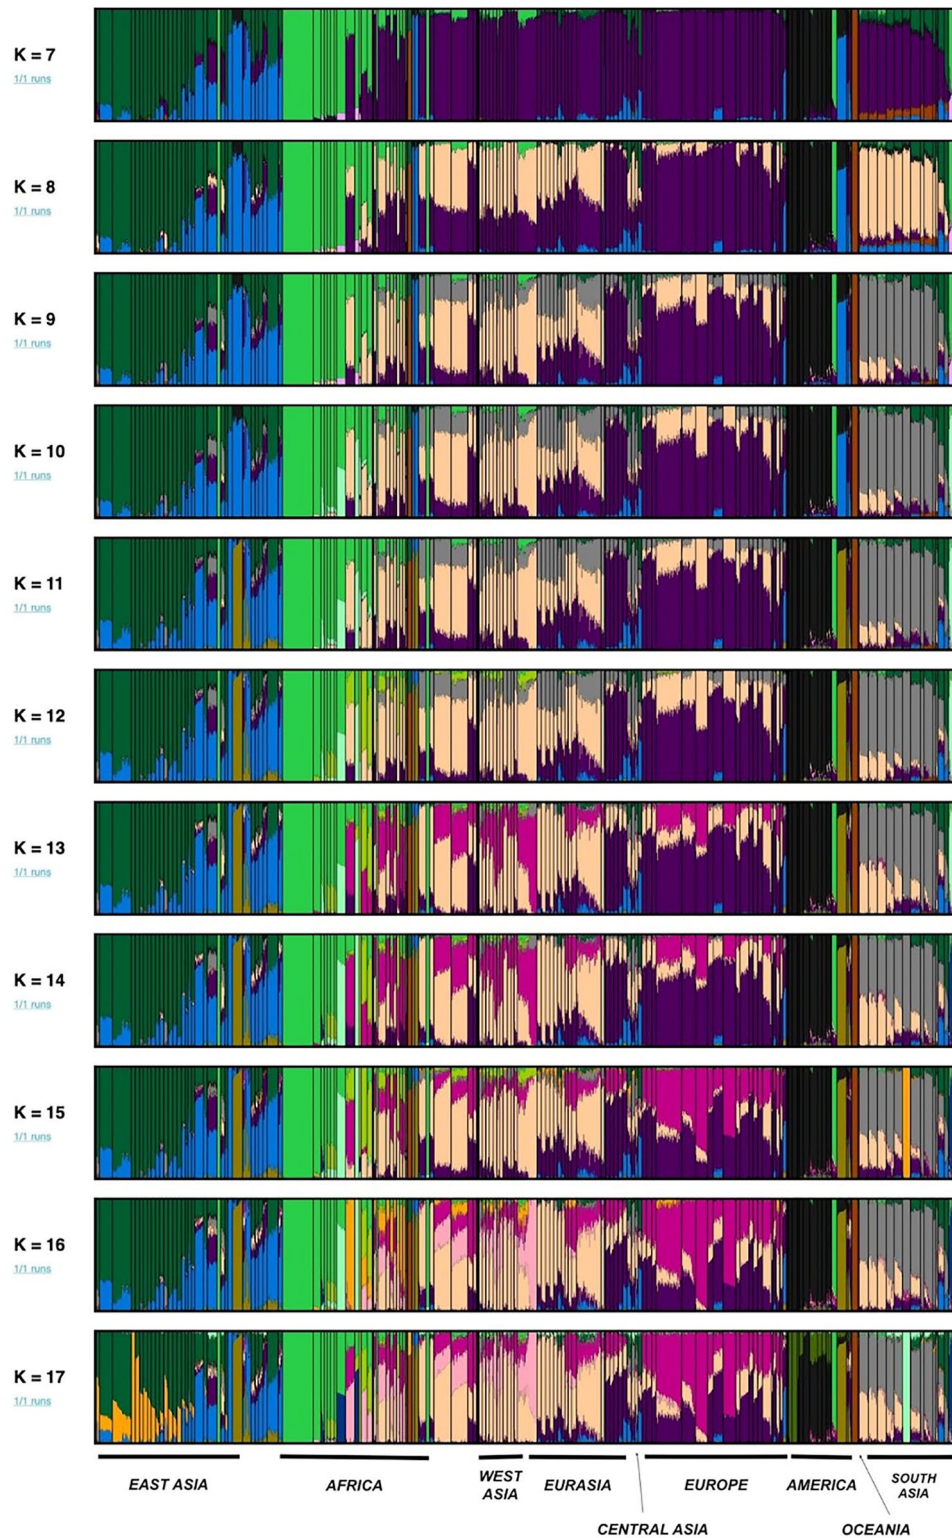 K = 7
1/1 runs
K = 8
1/1 runs
K = 9
1/1 runs
K = 10
1/1 runs
K = 11
1/1 runs
K = 12
1/1 runs
K = 13
1/1 runs
K = 14
1/1 runs
K = 15
1/1 runs
K = 16
1/1 runs
K = 17
1/1 runs
EAST ASIA
AFRICA
WEST
ASIA
EURASIA
EUROPE
AMERICA
SOUTH
ASIA
CENTRAL ASIA
OCEANIA